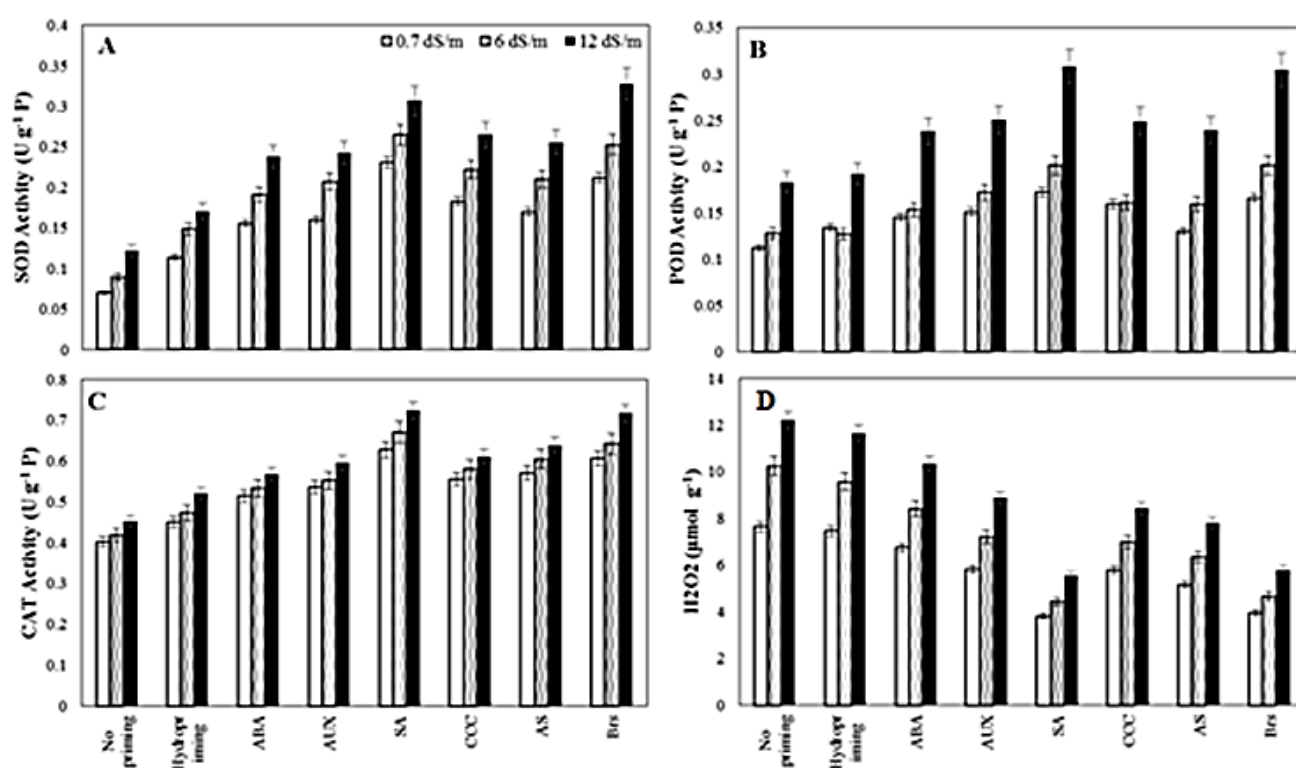 A
0.7 dS/m 6 dS/m 12 dS/m
SOD Activity (U g⁻¹ P)
0.4
0.35
0.3
0.25
0.2
0.15
0.1
0.05
0
B
POD Activity (U g⁻¹ P)
0.35
0.3
0.25
0.2
0.15
0.1
0.05
0
C
CAT Activity (U g⁻¹ P)
0.8
0.7
0.6
0.5
0.4
0.3
0.2
0.1
0
No
priming
Hydropr
iming
ABA
AUX
SA
CCC
AS
Brs
D
H2O2 (µmol g⁻¹)
14
12
10
8
6
4
2
0
No
priming
Hydropr
iming
ABA
AUX
SA
CCC
AS
Brs